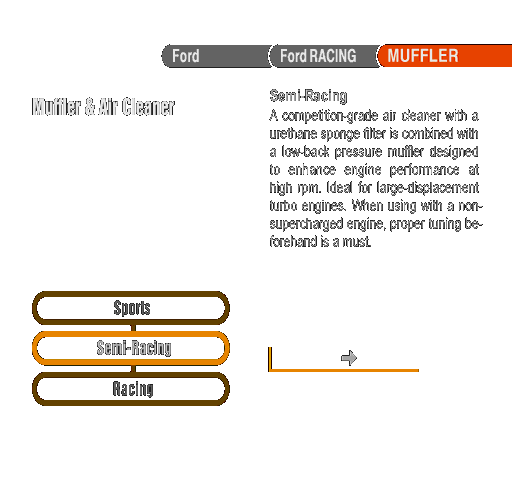 Ford
Ford RACING
MUFFLER
Muffler & Air Cleaner
Semi-Racing
A competition-grade air cleaner with a
urethane sponge filter is combined with
a low-back pressure muffler designed
to enhance engine performance at
high rpm. Ideal for large-displacement
turbo engines. When using with a non-
supercharged engine, proper tuning be-
forehand is a must.
Sports
Semi-Racing
Racing